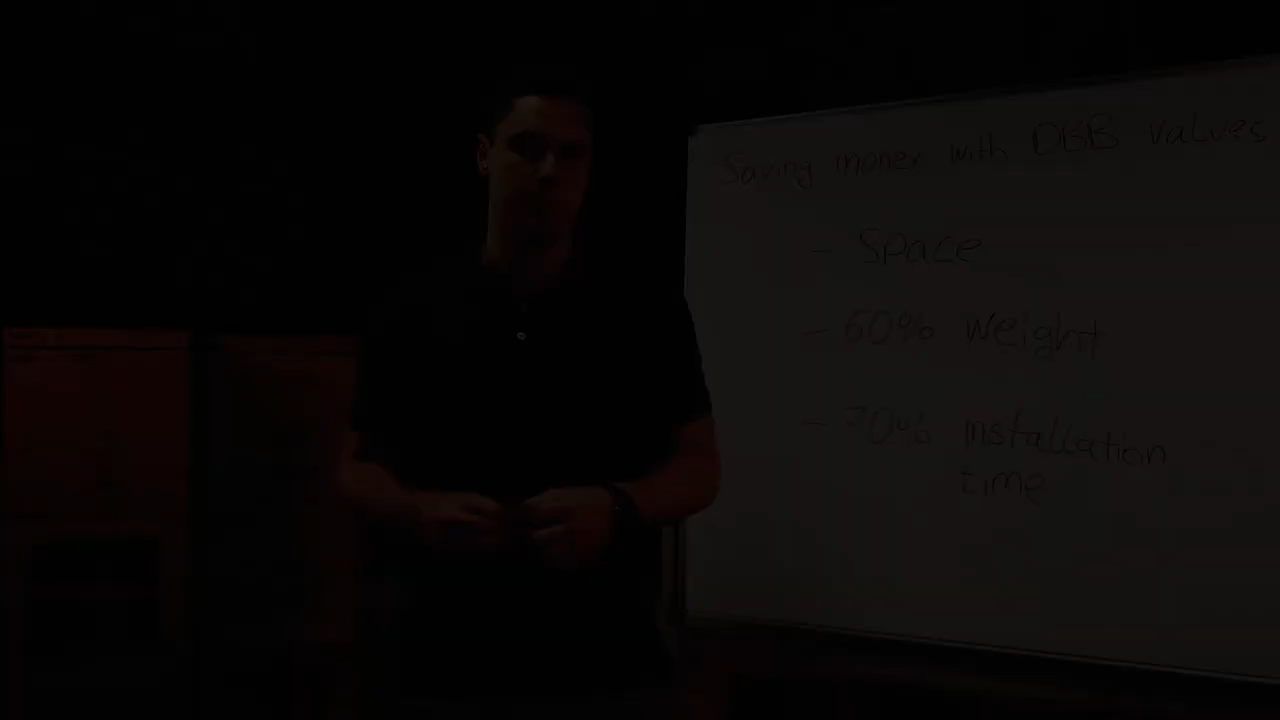 Saving money with DBB valves
- Space
- 60% weight
- 70% installation
time